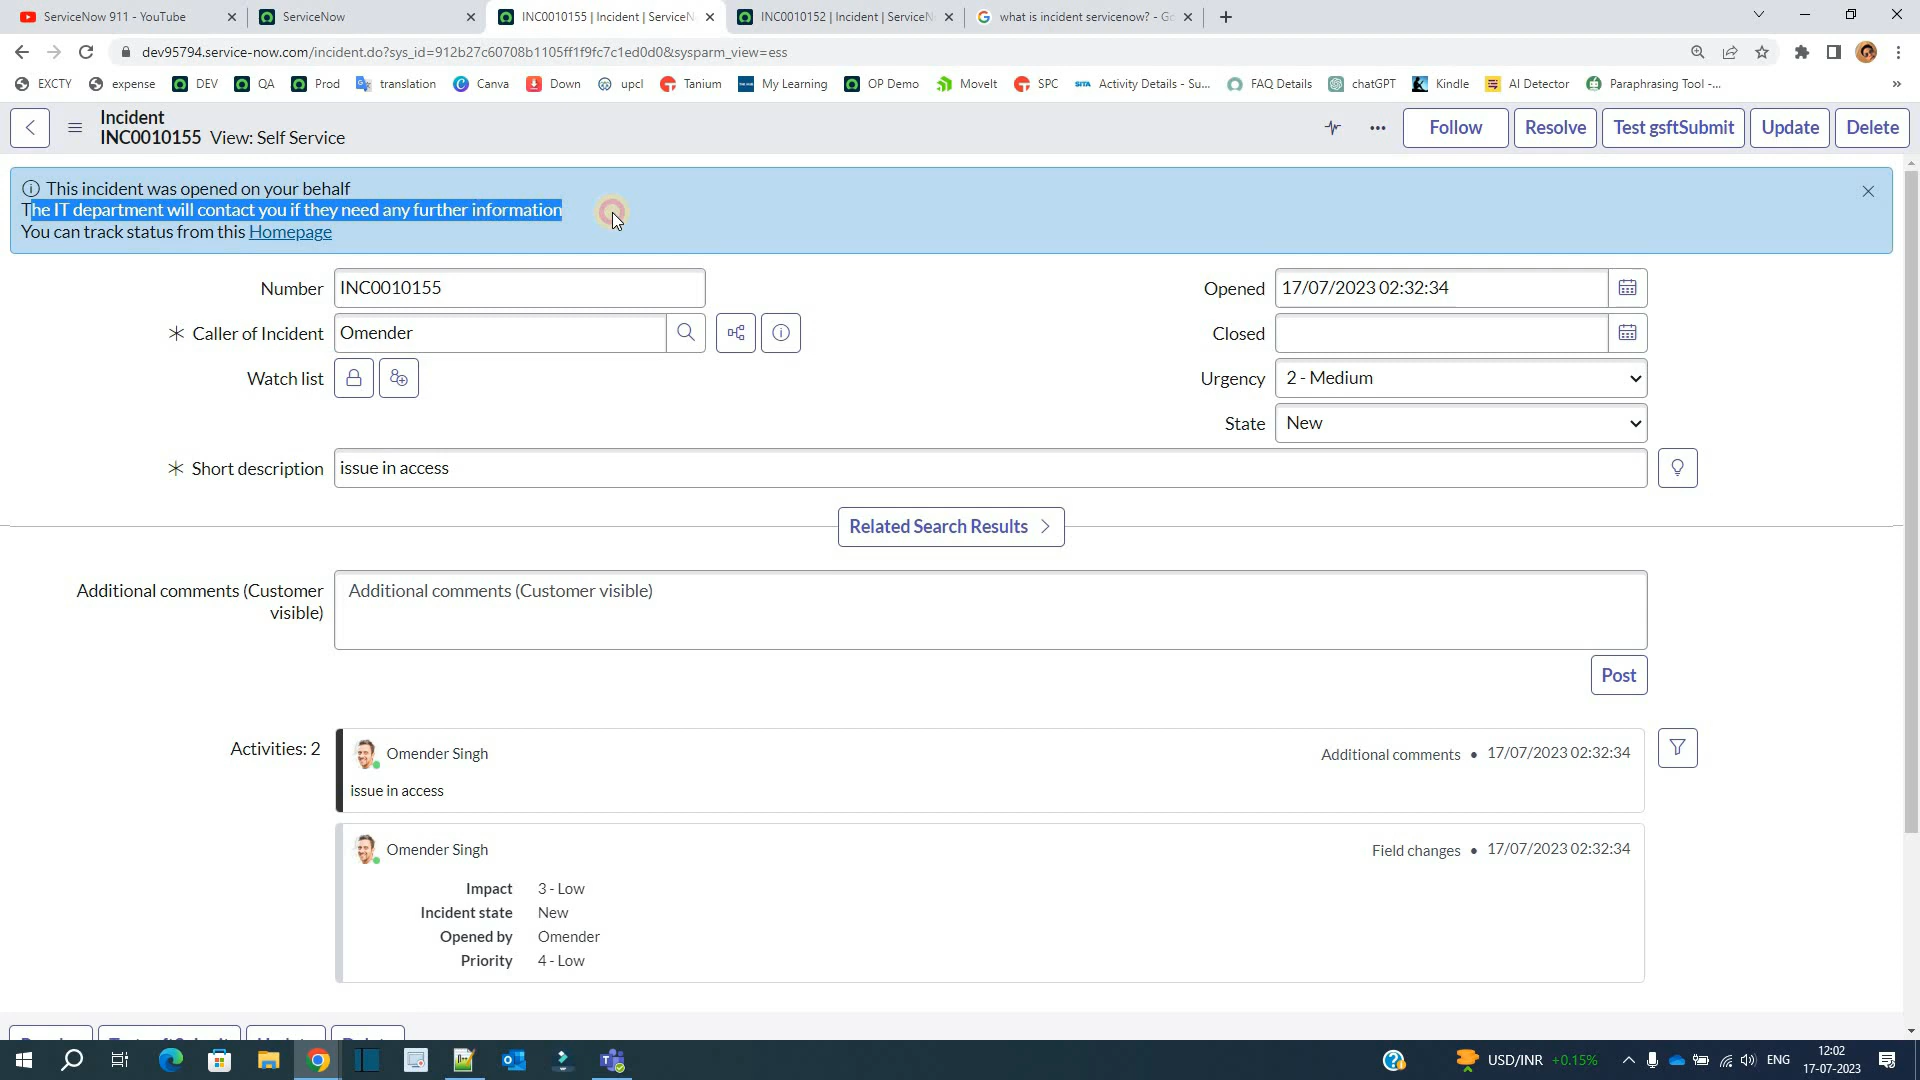 ServiceNow 911 - YouTube
ServiceNow
INC0010155 | Incident | ServiceN
INC0010152 | Incident | ServiceN
what is incident servicenow? - Go
dev95794.service-now.com/incident.do?sys_id=912b27c60708b1105ff1f9fc7c1ed0d0&sysparm_view=ess
EXCTY expense DEV QA Prod translation Canva Down upcl Tanium My Learning OP Demo MoveIt SPC Activity Details - Su... FAQ Details chatGPT Kindle AI Detector Paraphrasing Tool -... »
Incident
INC0010155 View: Self Service
Follow Resolve Test gsftSubmit Update Delete
This incident was opened on your behalf
The IT department will contact you if they need any further information
You can track status from this Homepage
Number INC0010155
Opened 17/07/2023 02:32:34
Caller of Incident Omender
Closed
Watch list
Urgency 2 - Medium
State New
Short description issue in access
Related Search Results
Additional comments (Customer visible)
Additional comments (Customer visible)
Post
Activities: 2
Omender Singh Additional comments • 17/07/2023 02:32:34
issue in access
Omender Singh Field changes • 17/07/2023 02:32:34
Impact 3 - Low
Incident state New
Opened by Omender
Priority 4 - Low
USD/INR +0.15%
ENG
12:02
17-07-2023